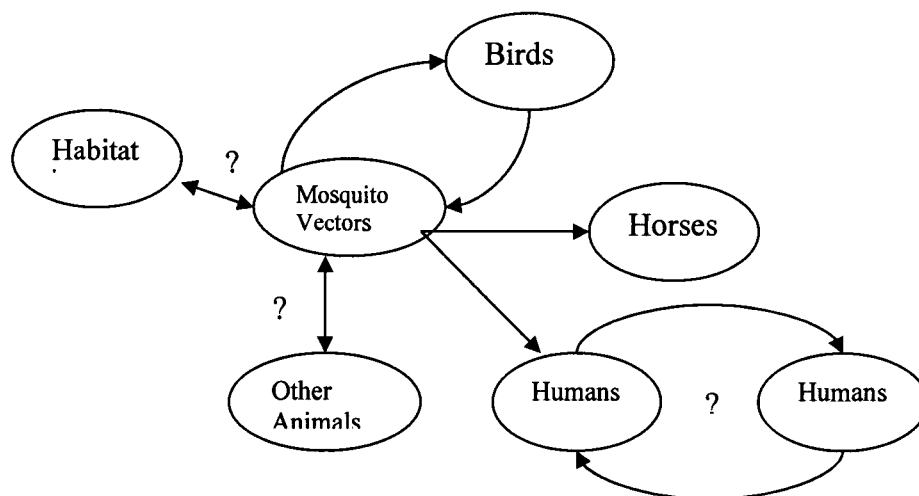 Birds
Habitat
?
Mosquito
Vectors
Horses
?
Other
Animals
Humans
?
Humans